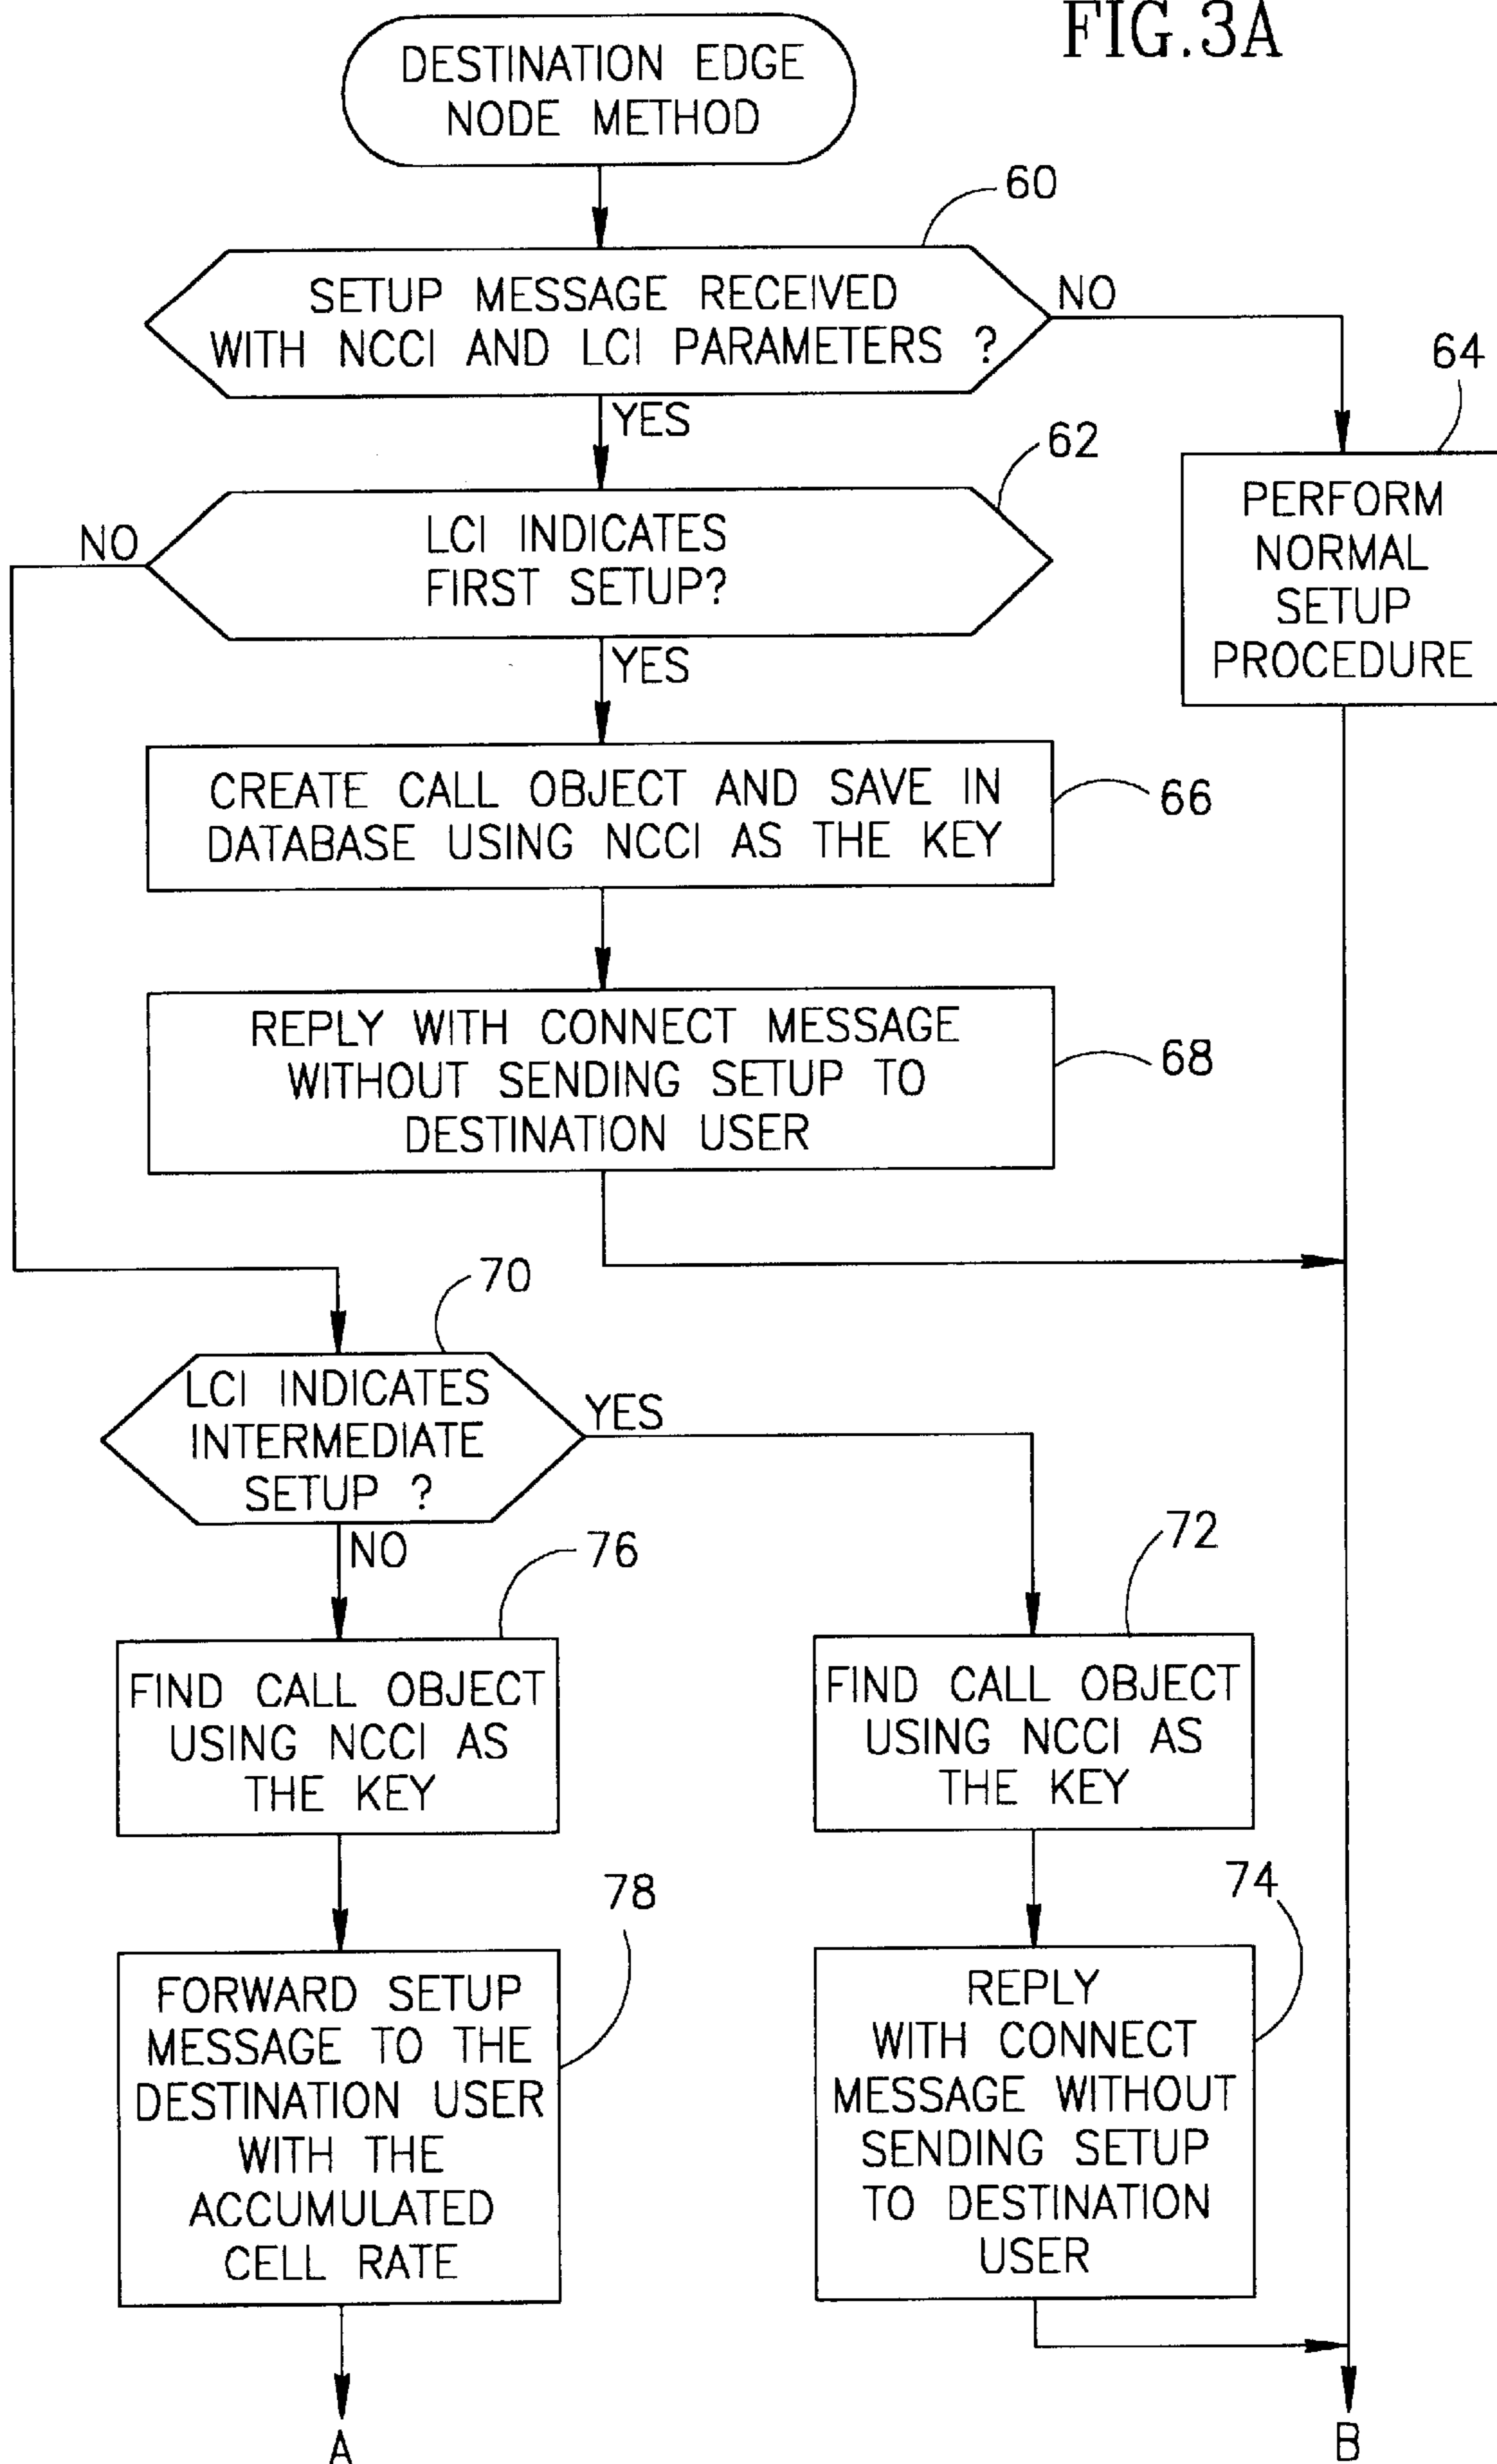 FIG.3A
DESTINATION EDGE
NODE METHOD
60
SETUP MESSAGE RECEIVED
WITH NCCI AND LCI PARAMETERS ?
NO
YES
64
PERFORM
NORMAL
SETUP
PROCEDURE
62
LCI INDICATES
FIRST SETUP?
NO
YES
CREATE CALL OBJECT AND SAVE IN
DATABASE USING NCCI AS THE KEY
66
REPLY WITH CONNECT MESSAGE
WITHOUT SENDING SETUP TO
DESTINATION USER
68
70
LCI INDICATES
INTERMEDIATE
SETUP ?
YES
NO
76
FIND CALL OBJECT
USING NCCI AS
THE KEY
72
FIND CALL OBJECT
USING NCCI AS
THE KEY
78
FORWARD SETUP
MESSAGE TO THE
DESTINATION USER
WITH THE
ACCUMULATED
CELL RATE
74
REPLY
WITH CONNECT
MESSAGE WITHOUT
SENDING SETUP
TO DESTINATION
USER
A
B